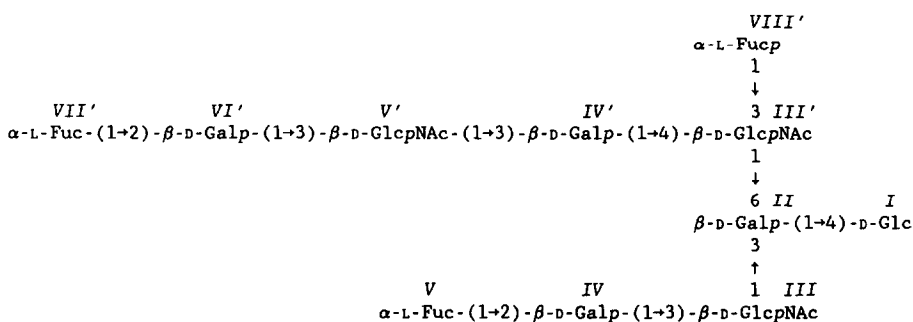 VIII'
α-L-Fucp
1
↓
VII' VI' V' IV' 3 III'
α-L-Fuc-(1→2)-β-D-Galp-(1→3)-β-D-GlcpNAc-(1→3)-β-D-Galp-(1→4)-β-D-GlcpNAc
1
↓
6 II I
β-D-Galp-(1→4)-D-Glc
3
↑
V IV 1 III
α-L-Fuc-(1→2)-β-D-Galp-(1→3)-β-D-GlcpNAc